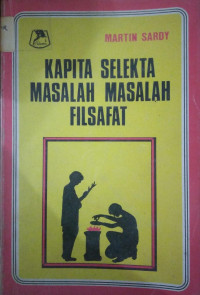 MARTIN SARDY
KAPITA SELEKTA
MASALAH MASALAH
FILSAFAT